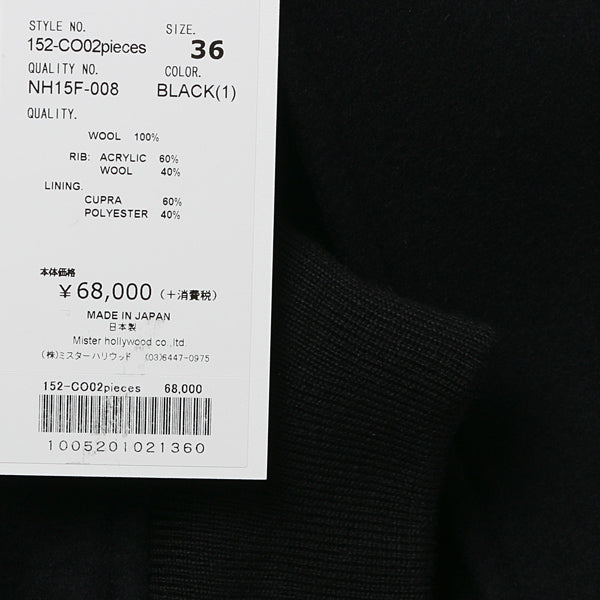 STYLE NO. SIZE.
152-CO02pieces 36
QUALITY NO. COLOR.
NH15F-008 BLACK(1)
QUALITY.
WOOL 100%
RIB: ACRYLIC 60%
WOOL 40%
LINING.
CUPRA 60%
POLYESTER 40%
本体価格
¥68,000 (+消費税)
MADE IN JAPAN
日本製
Mister hollywood co.,ltd.
(株)ミスターハリウッド (03)6447-0975
152-CO02pieces 68,000
1005201021360